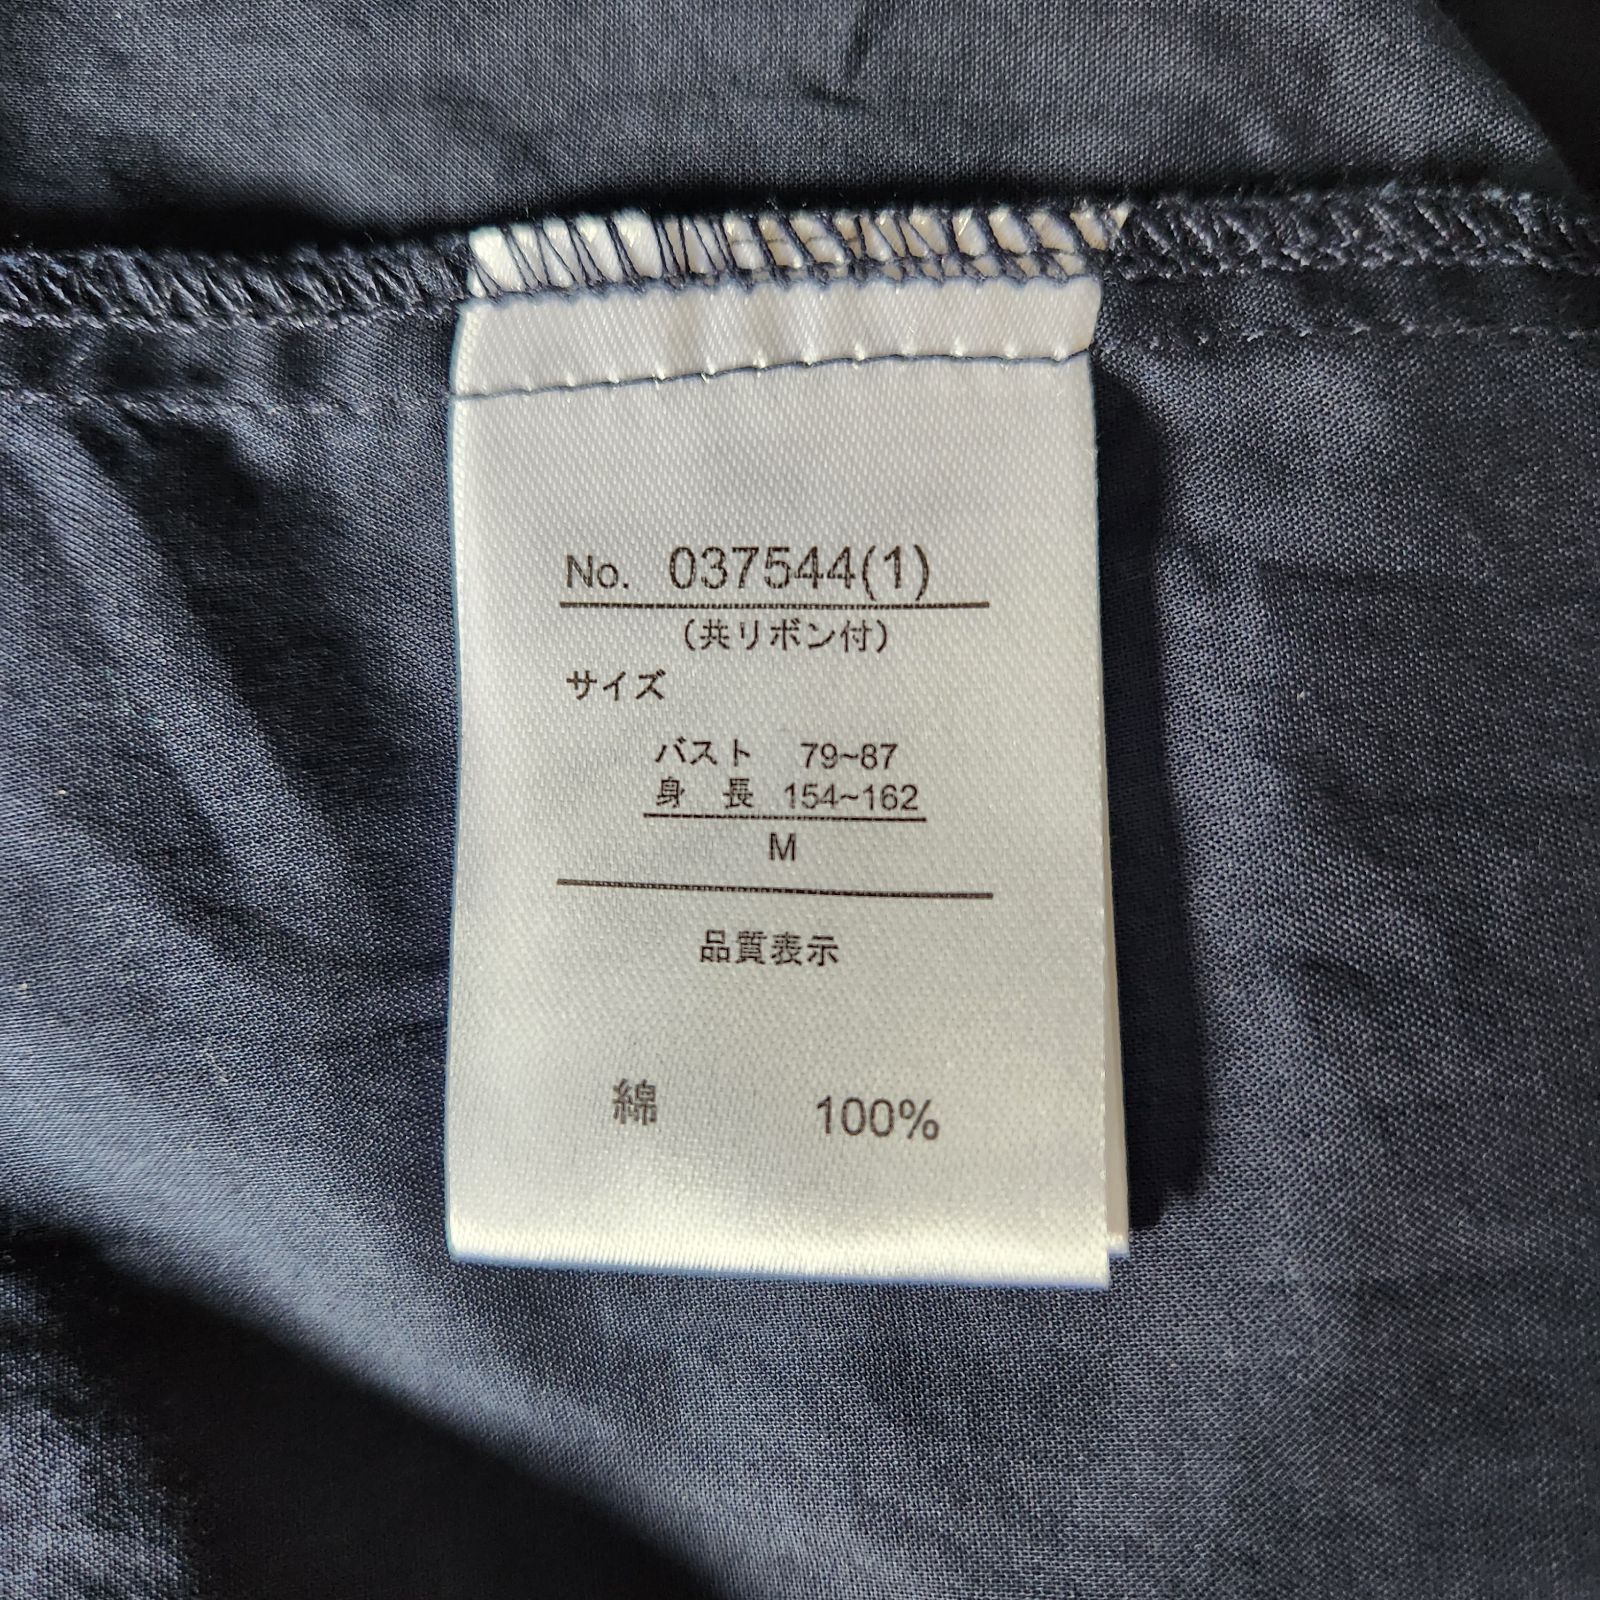 No. 037544(1)
(共リボン付)
サイズ
バスト 79~87
身 長 154~162
M
品質表示
綿 100%